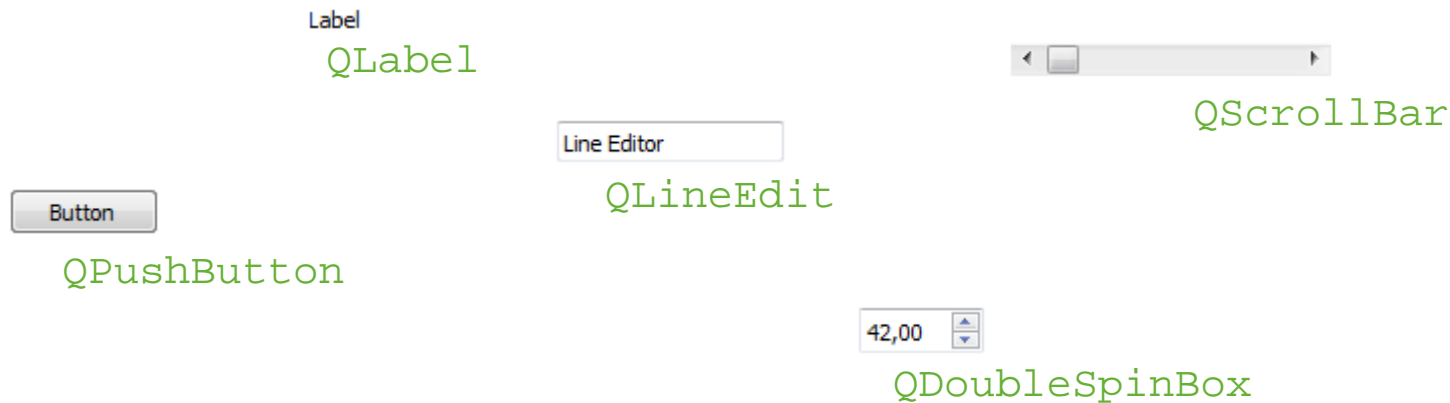 Label
QLabel
QScrollBar
Line Editor
QLineEdit
Button
QPushButton
42,00
QDoubleSpinBox